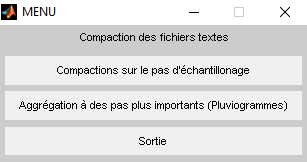 MENU
Compaction des fichiers textes
Compactions sur le pas d'échantillonage
Aggrégation à des pas plus importants (Pluviogrammes)
Sortie